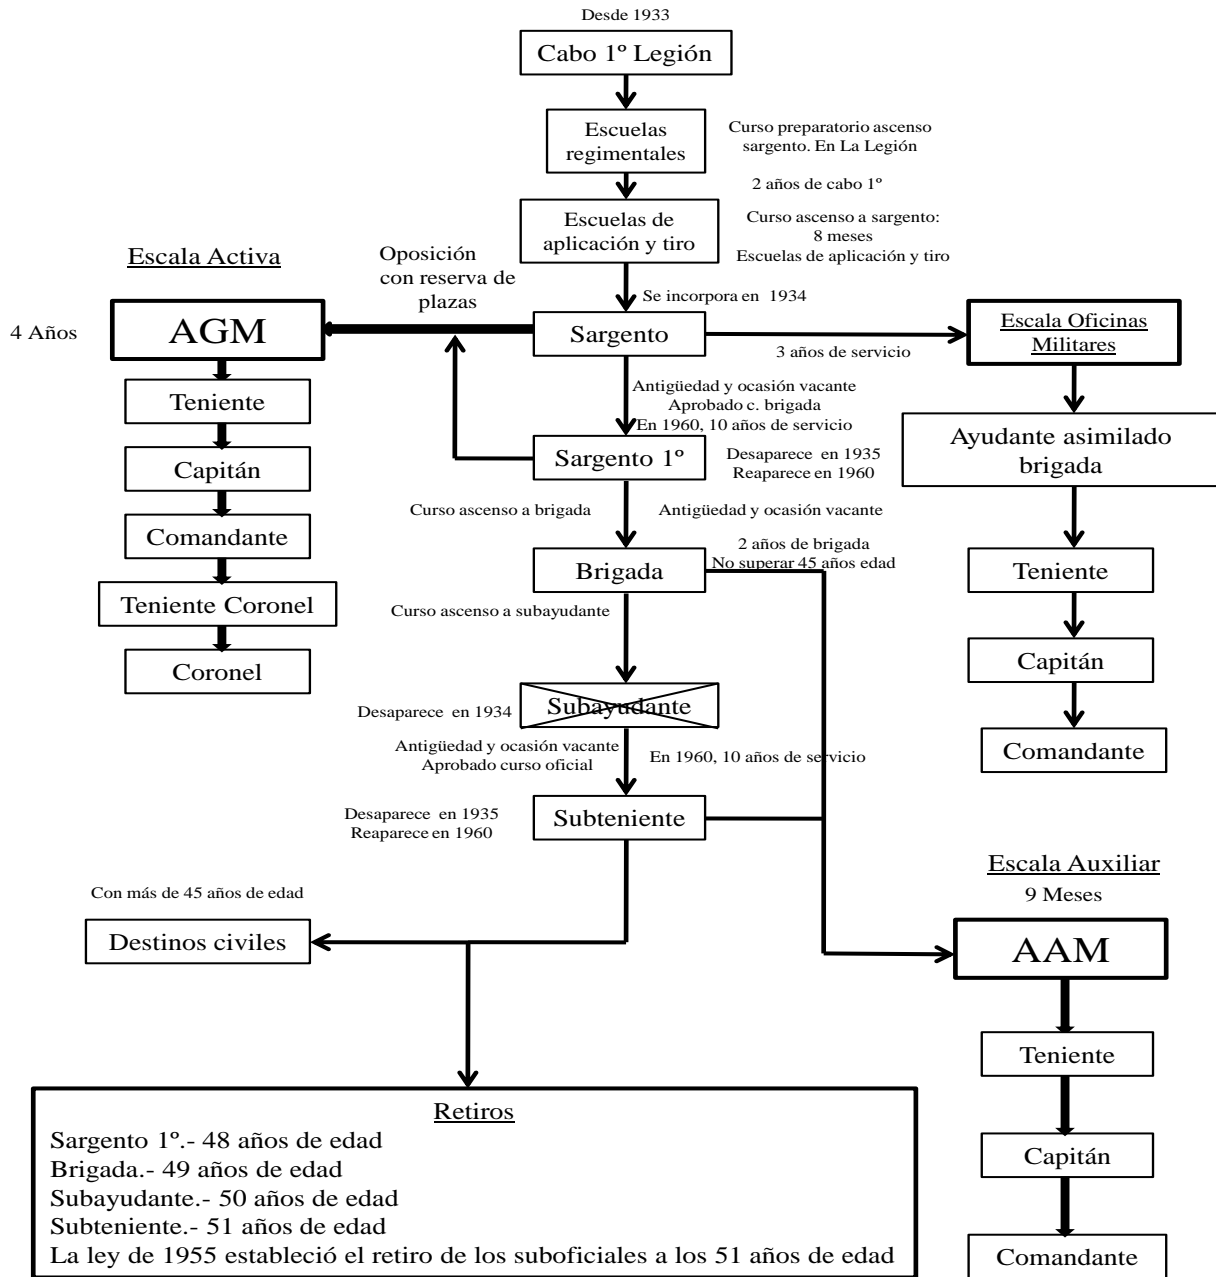 Desde 1933
Cabo 1º Legión
Escuelas
regimentales
Curso preparatorio ascenso
sargento. En La Legión
2 años de cabo 1º
Escuelas de
aplicación y tiro
Curso ascenso a sargento:
8 meses
Escuelas de aplicación y tiro
Escala Activa
Oposición
con reserva de
plazas
Se incorpora en 1934
4 Años
AGM
Sargento
3 años de servicio
Escala Oficinas
Militares
Teniente
Capitán
Comandante
Teniente Coronel
Coronel
Antigüedad y ocasión vacante
Aprobado c. brigada
En 1960, 10 años de servicio
Sargento 1º
Desaparece en 1935
Reaparece en 1960
Curso ascenso a brigada
Antigüedad y ocasión vacante
2 años de brigada
No superar 45 años edad
Brigada
Curso ascenso a subayudante
Subayudante
Desaparece en 1934
Antigüedad y ocasión vacante
Aprobado curso oficial
En 1960, 10 años de servicio
Desaparece en 1935
Reaparece en 1960
Subteniente
Ayudante asimilado
brigada
Teniente
Capitán
Comandante
Con más de 45 años de edad
Destinos civiles
Escala Auxiliar
9 Meses
AAM
Teniente
Capitán
Comandante
Retiros
Sargento 1º.- 48 años de edad
Brigada.- 49 años de edad
Subayudante.- 50 años de edad
Subteniente.- 51 años de edad
La ley de 1955 estableció el retiro de los suboficiales a los 51 años de edad